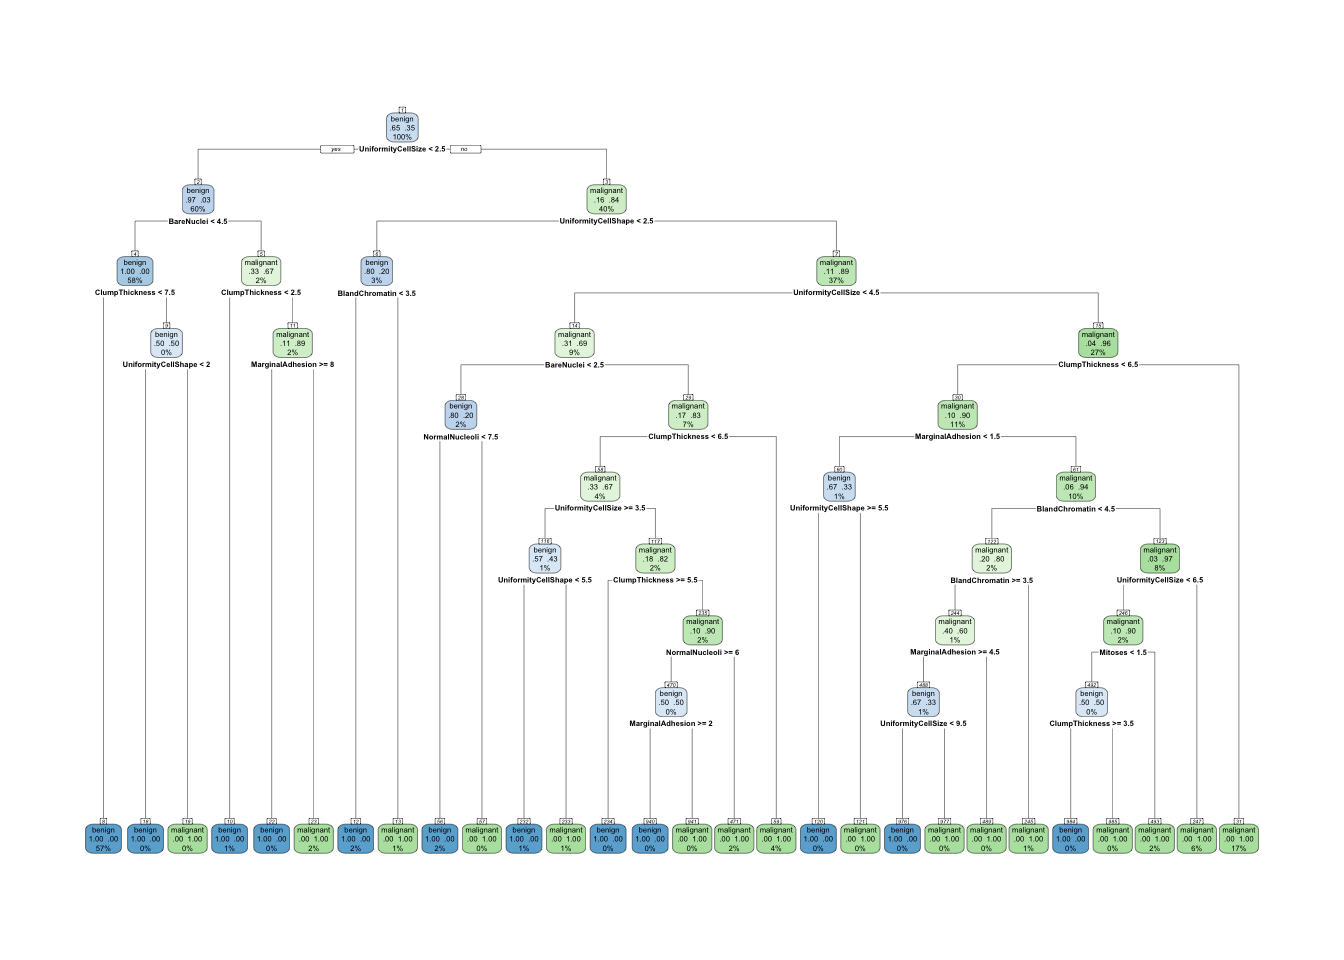 1
benign
.65 .35
100%
yes UniformityCellSize < 2.5 no
2
benign
.97 .03
60%
3
malignant
.16 .84
40%
BareNuclei < 4.5
UniformityCellShape < 2.5
4
benign
1.00 .00
58%
5
malignant
.33 .67
2%
6
benign
.80 .20
3%
7
malignant
.11 .89
37%
ClumpThickness < 7.5
ClumpThickness < 2.5
BlandChromatin < 3.5
UniformityCellSize < 4.5
9
benign
.50 .50
0%
11
malignant
.11 .89
2%
14
malignant
.31 .69
9%
15
malignant
.04 .96
27%
UniformityCellShape < 2
MarginalAdhesion >= 8
BareNuclei < 2.5
ClumpThickness < 6.5
28
benign
.80 .20
2%
29
malignant
.17 .83
7%
30
malignant
.10 .90
11%
NormalNucleoli < 7.5
ClumpThickness < 6.5
MarginalAdhesion < 1.5
58
malignant
.33 .67
4%
60
benign
.67 .33
1%
61
malignant
.06 .94
10%
UniformityCellSize >= 3.5
UniformityCellShape >= 5.5
BlandChromatin < 4.5
116
benign
.57 .43
1%
117
malignant
.18 .82
2%
122
malignant
.20 .80
2%
123
malignant
.03 .97
8%
UniformityCellShape < 5.5
ClumpThickness >= 5.5
BlandChromatin >= 3.5
UniformityCellSize < 6.5
235
malignant
.10 .90
2%
244
malignant
.40 .60
1%
246
malignant
.10 .90
2%
NormalNucleoli >= 6
MarginalAdhesion >= 4.5
Mitoses < 1.5
470
benign
.50 .50
0%
488
benign
.67 .33
1%
492
benign
.50 .50
0%
MarginalAdhesion >= 2
UniformityCellSize < 9.5
ClumpThickness >= 3.5
8
benign
1.00 .00
57%
18
benign
1.00 .00
0%
19
malignant
.00 1.00
0%
10
benign
1.00 .00
1%
22
benign
1.00 .00
0%
23
malignant
.00 1.00
2%
12
benign
1.00 .00
2%
13
malignant
.00 1.00
1%
56
benign
1.00 .00
2%
57
malignant
.00 1.00
0%
232
benign
1.00 .00
1%
233
malignant
.00 1.00
1%
234
benign
1.00 .00
0%
940
benign
1.00 .00
0%
941
malignant
.00 1.00
0%
471
malignant
.00 1.00
2%
59
malignant
.00 1.00
4%
120
benign
1.00 .00
0%
121
malignant
.00 1.00
0%
976
benign
1.00 .00
0%
977
malignant
.00 1.00
0%
489
malignant
.00 1.00
0%
245
malignant
.00 1.00
1%
984
benign
1.00 .00
0%
985
malignant
.00 1.00
0%
493
malignant
.00 1.00
2%
247
malignant
.00 1.00
6%
31
malignant
.00 1.00
17%